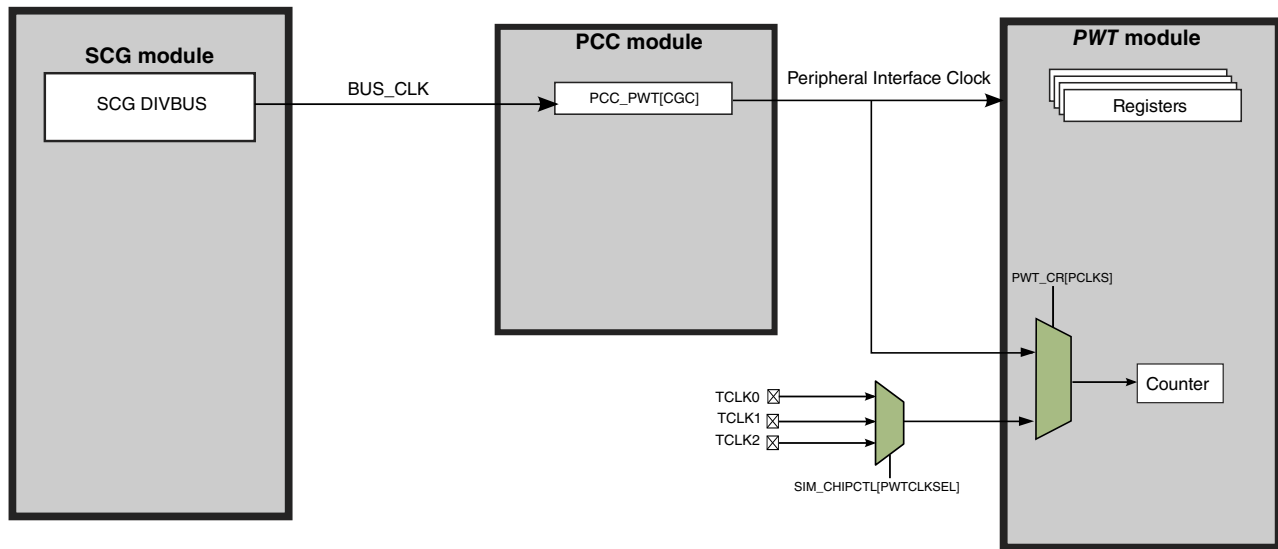 SCG module
SCG DIVBUS
BUS_CLK
PCC module
PCC_PWT[CGC]
Peripheral Interface Clock
PWT module
Registers
PWT_CR[PCLKS]
Counter
TCLK0
TCLK1
TCLK2
SIM_CHIPCTL[PWTCLKSEL]